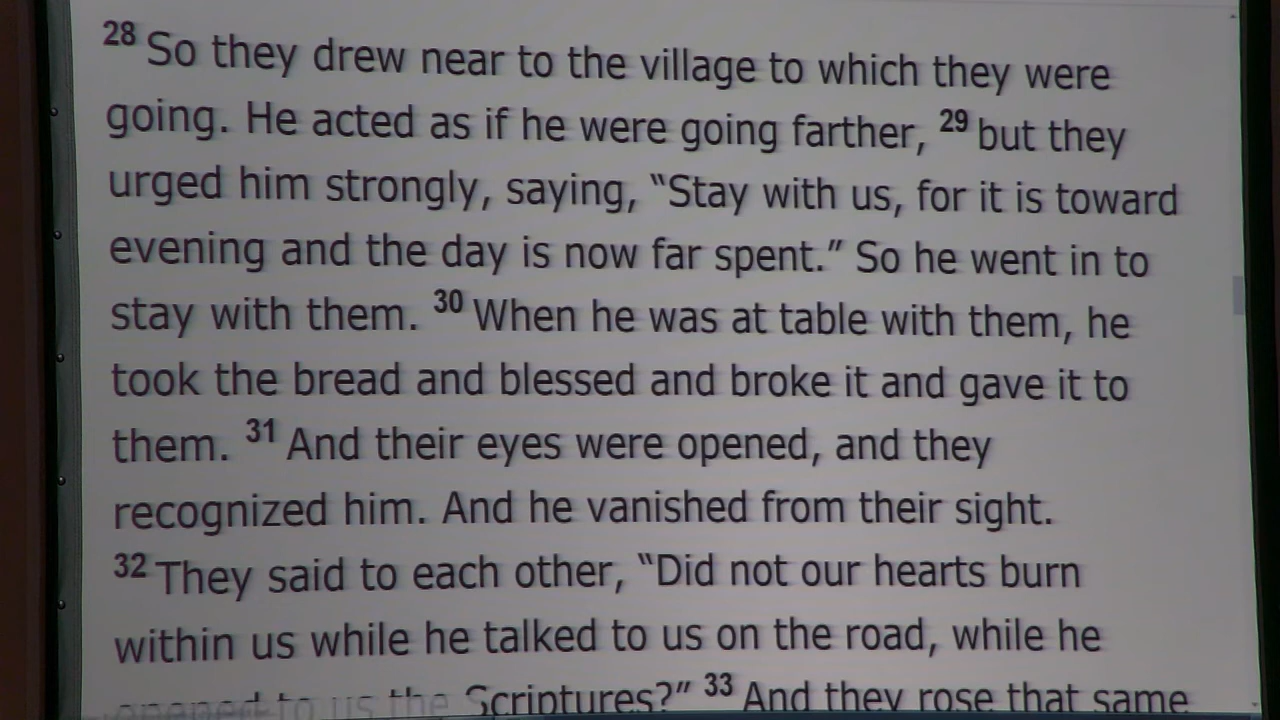 28 So they drew near to the village to which they were
going. He acted as if he were going farther, 29 but they
urged him strongly, saying, “Stay with us, for it is toward
evening and the day is now far spent.” So he went in to
stay with them. 30 When he was at table with them, he
took the bread and blessed and broke it and gave it to
them. 31 And their eyes were opened, and they
recognized him. And he vanished from their sight.
32 They said to each other, “Did not our hearts burn
within us while he talked to us on the road, while he
opened to us the Scriptures?” 33 And they rose that same